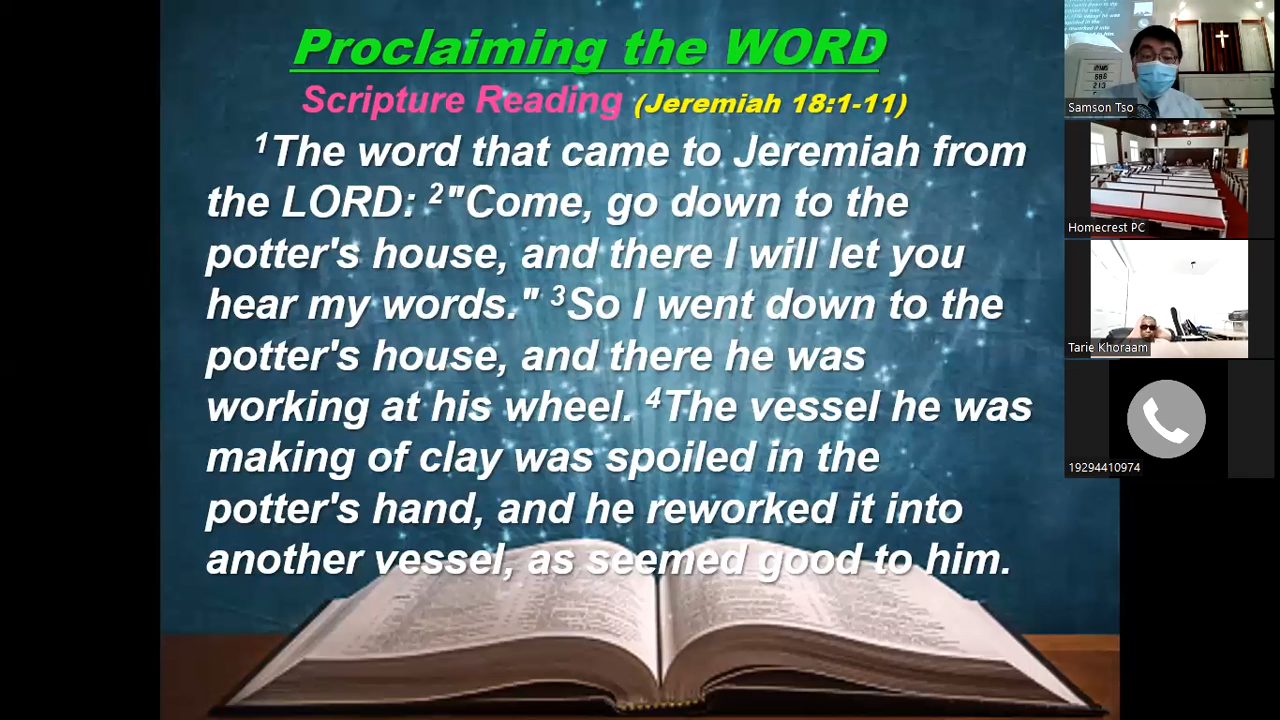 Proclaiming the WORD
Scripture Reading (Jeremiah 18:1-11)
1The word that came to Jeremiah from
the LORD: 2"Come, go down to the
potter's house, and there I will let you
hear my words." 3So I went down to the
potter's house, and there he was
working at his wheel. 4The vessel he was
making of clay was spoiled in the
potter's hand, and he reworked it into
another vessel, as seemed good to him.
Samson Tso
Homecrest PC
Tarie Khoraam
19294410974